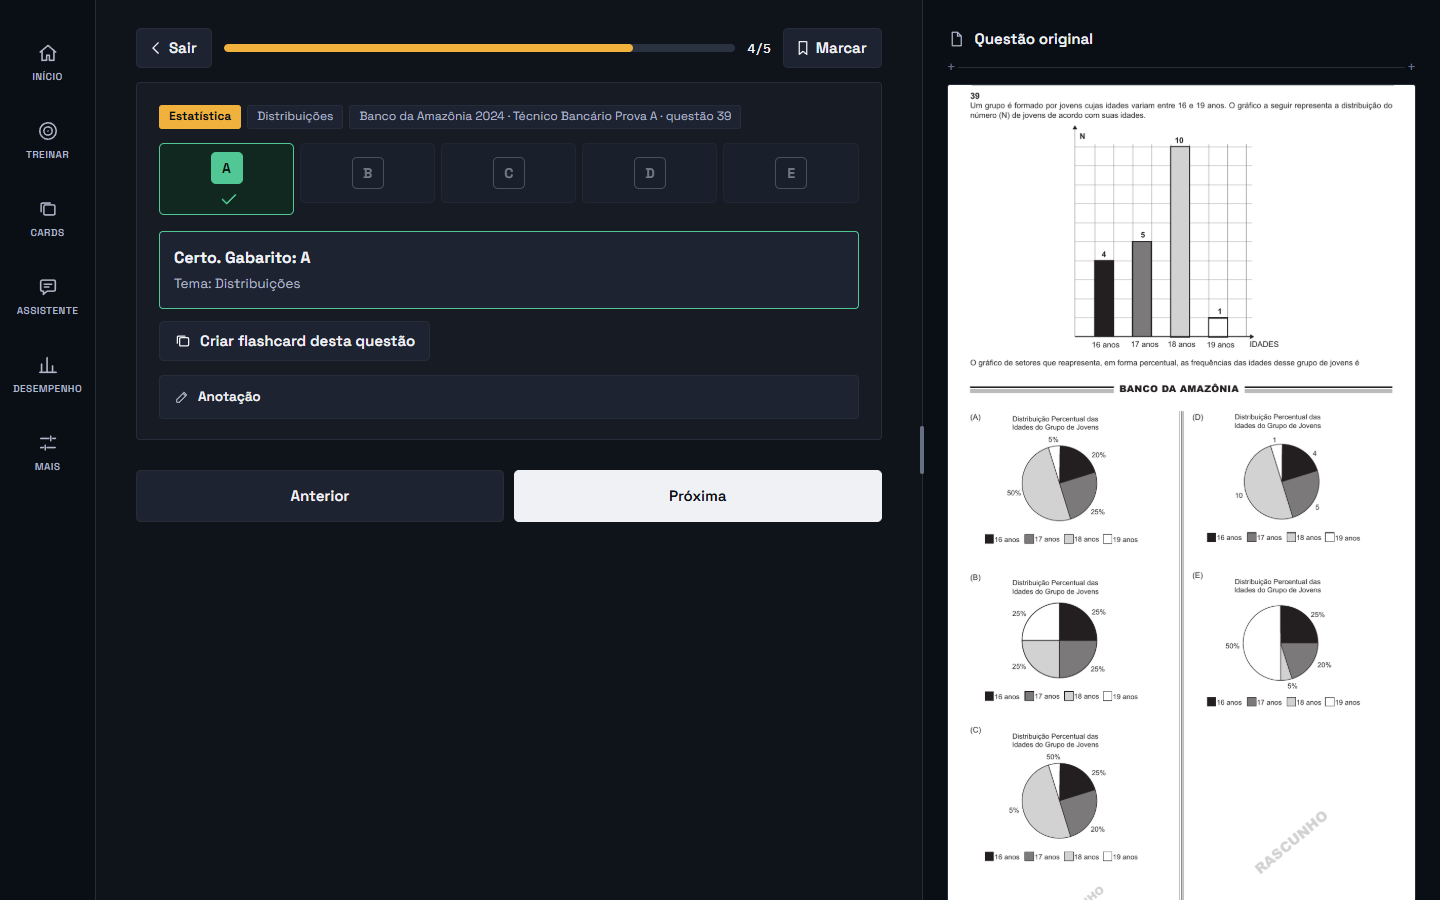 INÍCIO
TREINAR
CARDS
ASSISTENTE
DESEMPENHO
MAIS
Sair
4/5
Marcar
Estatística
Distribuições
Banco da Amazônia 2024 · Técnico Bancário Prova A · questão 39
A
B
C
D
E
Certo. Gabarito: A
Tema: Distribuições
Criar flashcard desta questão
Anotação
Anterior
Próxima
Questão original
39
Um grupo é formado por jovens cujas idades variam entre 16 e 19 anos. O gráfico a seguir representa a distribuição do
número (N) de jovens de acordo com suas idades.
N
10
5
4
1
16 anos 17 anos 18 anos 19 anos IDADES
O gráfico de setores que reapresenta, em forma percentual, as frequências das idades desse grupo de jovens é
BANCO DA AMAZÔNIA
(A)
Distribuição Percentual das
Idades do Grupo de Jovens
5%
20%
50%
25%
16 anos 17 anos 18 anos 19 anos
(B)
Distribuição Percentual das
Idades do Grupo de Jovens
25% 25%
25% 25%
16 anos 17 anos 18 anos 19 anos
(C)
Distribuição Percentual das
Idades do Grupo de Jovens
50%
25%
5%
20%
16 anos 17 anos 18 anos 19 anos
(D)
Distribuição Percentual das
Idades do Grupo de Jovens
1
4
10
5
16 anos 17 anos 18 anos 19 anos
(E)
Distribuição Percentual das
Idades do Grupo de Jovens
25%
50%
20%
5%
16 anos 17 anos 18 anos 19 anos
RASCUNHO